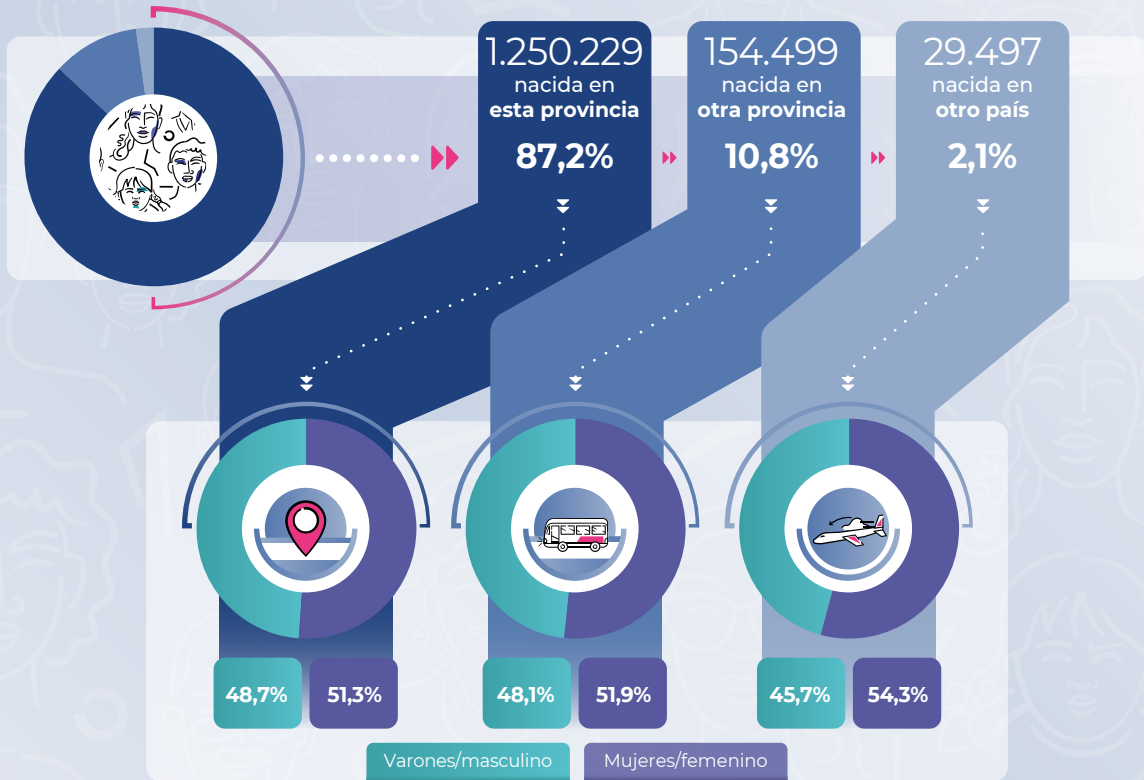 1.250.229
nacida en
esta provincia
87,2%
154.499
nacida en
otra provincia
10,8%
29.497
nacida en
otro país
2,1%
48,7%
51,3%
48,1%
51,9%
45,7%
54,3%
Varones/masculino
Mujeres/femenino